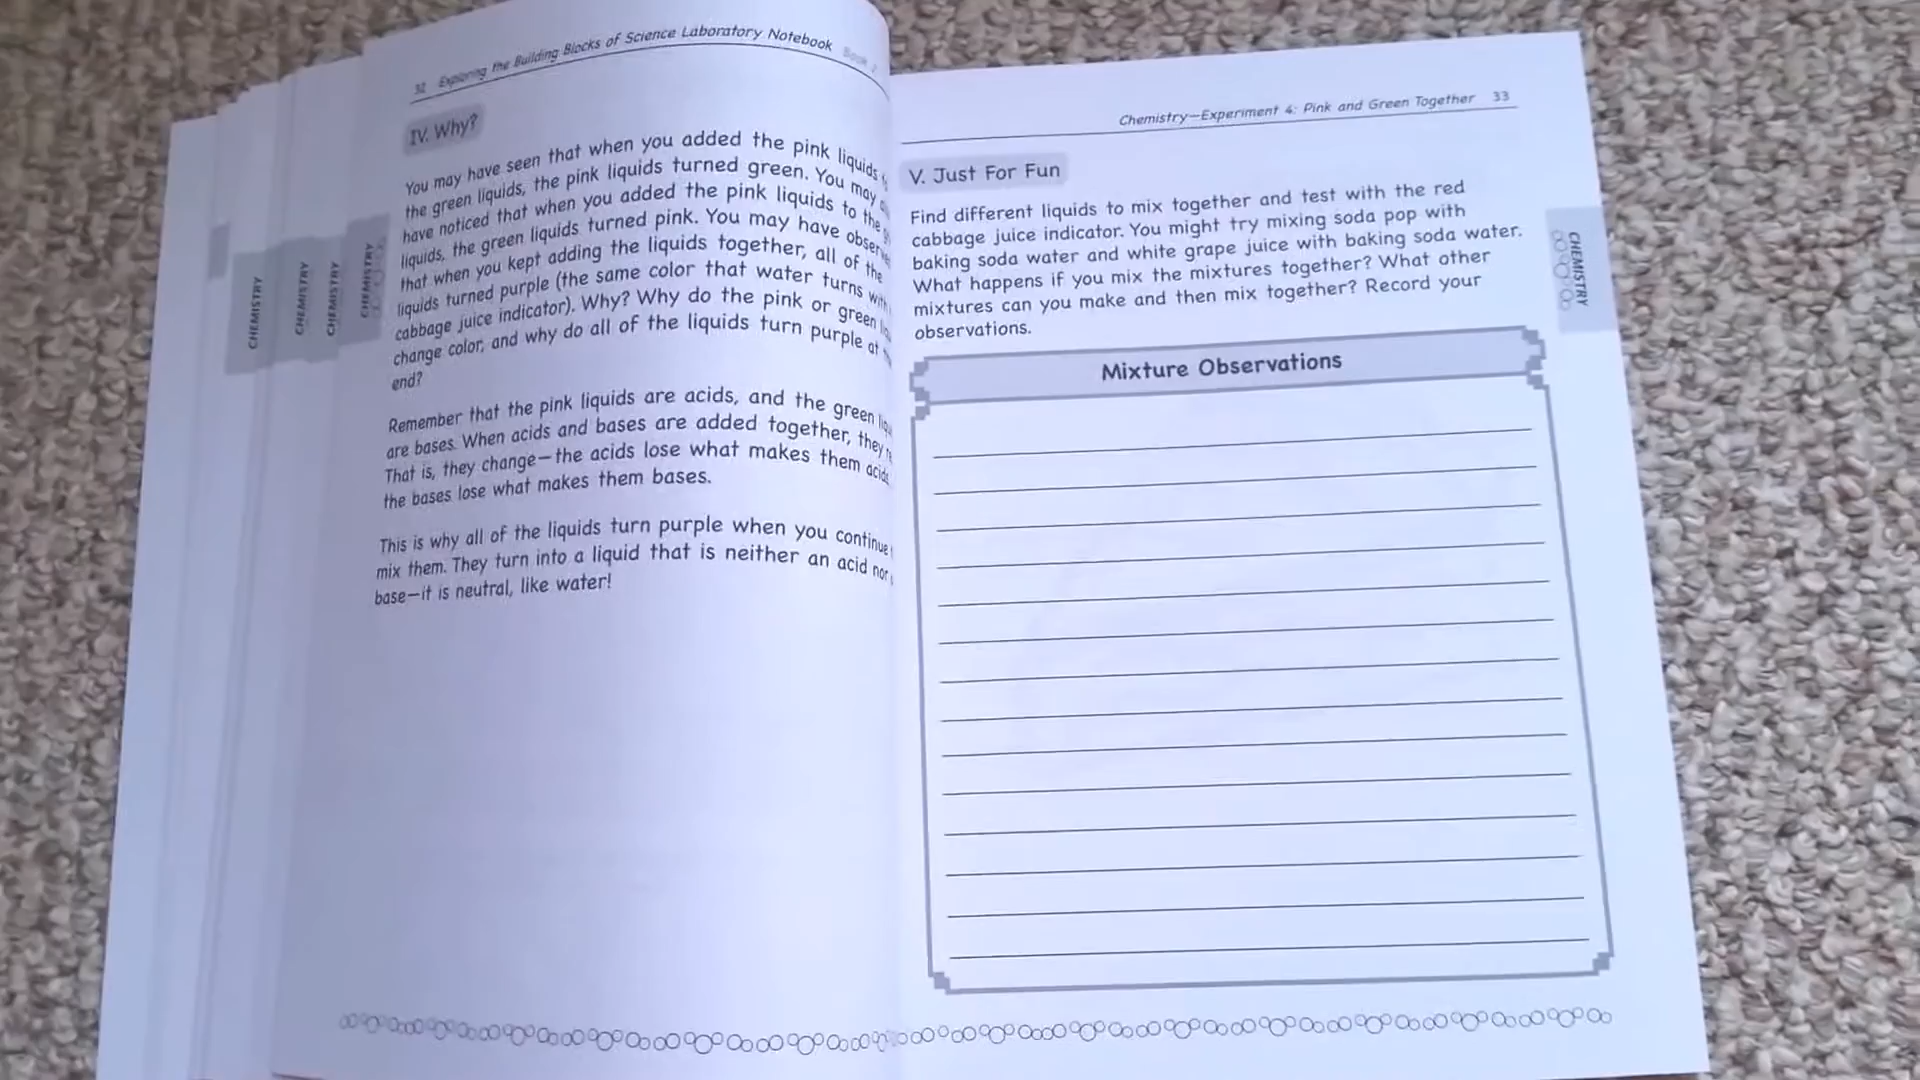 32 Exploring the Building Blocks of Science Laboratory Notebook Book 2
IV. Why?
You may have seen that when you added the pink liquids
the green liquids, the pink liquids turned green. You may
have noticed that when you added the pink liquids to the
liquids, the green liquids turned pink. You may have
that when you kept adding the liquids together, all of the
liquids turned purple (the same color that water turns
cabbage juice indicator). Why? Why do the pink or green
change color, and why do all of the liquids turn purple at
end?
Remember that the pink liquids are acids, and the green
are bases. When acids and bases are added together, they
That is, they change—the acids lose what makes them
the bases lose what makes them bases.
This is why all of the liquids turn purple when you continue
mix them. They turn into a liquid that is neither an acid nor
base—it is neutral, like water!
CHEMISTRY
CHEMISTRY
CHEMISTRY
CHEMISTRY
Chemistry—Experiment 4: Pink and Green Together 33
V. Just For Fun
Find different liquids to mix together and test with the red
cabbage juice indicator. You might try mixing soda pop with
baking soda water and white grape juice with baking soda water.
What happens if you mix the mixtures together? What other
mixtures can you make and then mix together? Record your
observations.
Mixture Observations
CHEMISTRY